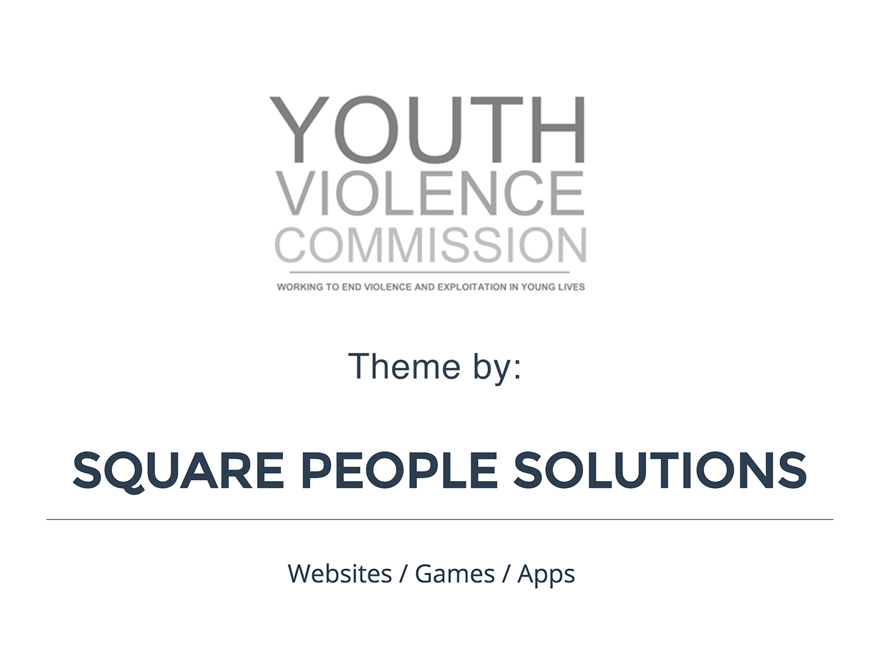 YOUTH
VIOLENCE
COMMISSION
WORKING TO END VIOLENCE AND EXPLOITATION IN YOUNG LIVES
Theme by:
SQUARE PEOPLE SOLUTIONS
Websites / Games / Apps